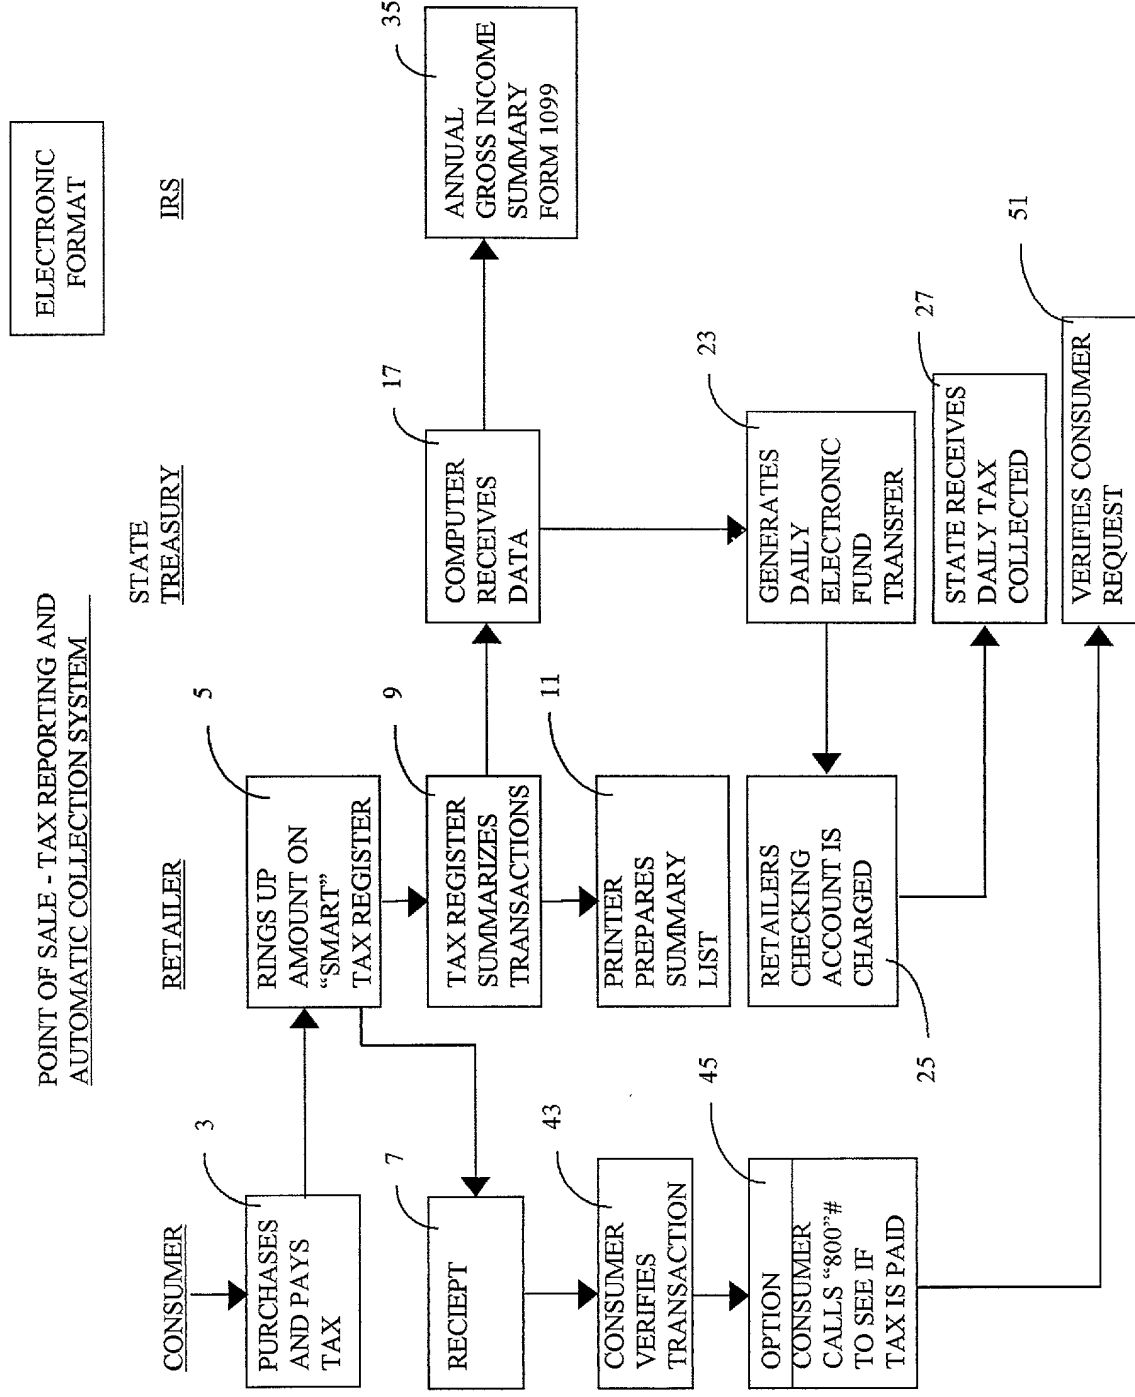 ELECTRONIC
FORMAT
POINT OF SALE - TAX REPORTING AND
AUTOMATIC COLLECTION SYSTEM
CONSUMER
RETAILER
STATE
TREASURY
IRS
3
PURCHASES
AND PAYS
TAX
5
RINGS UP
AMOUNT ON
“SMART”
TAX REGISTER
7
RECIEPT
9
TAX REGISTER
SUMMARIZES
TRANSACTIONS
17
COMPUTER
RECEIVES
DATA
35
ANNUAL
GROSS INCOME
SUMMARY
FORM 1099
43
CONSUMER
VERIFIES
TRANSACTION
11
PRINTER
PREPARES
SUMMARY
LIST
45
OPTION
CONSUMER
CALLS “800”#
TO SEE IF
TAX IS PAID
25
RETAILERS
CHECKING
ACCOUNT IS
CHARGED
23
GENERATES
DAILY
ELECTRONIC
FUND
TRANSFER
27
STATE RECEIVES
DAILY TAX
COLLECTED
51
VERIFIES CONSUMER
REQUEST